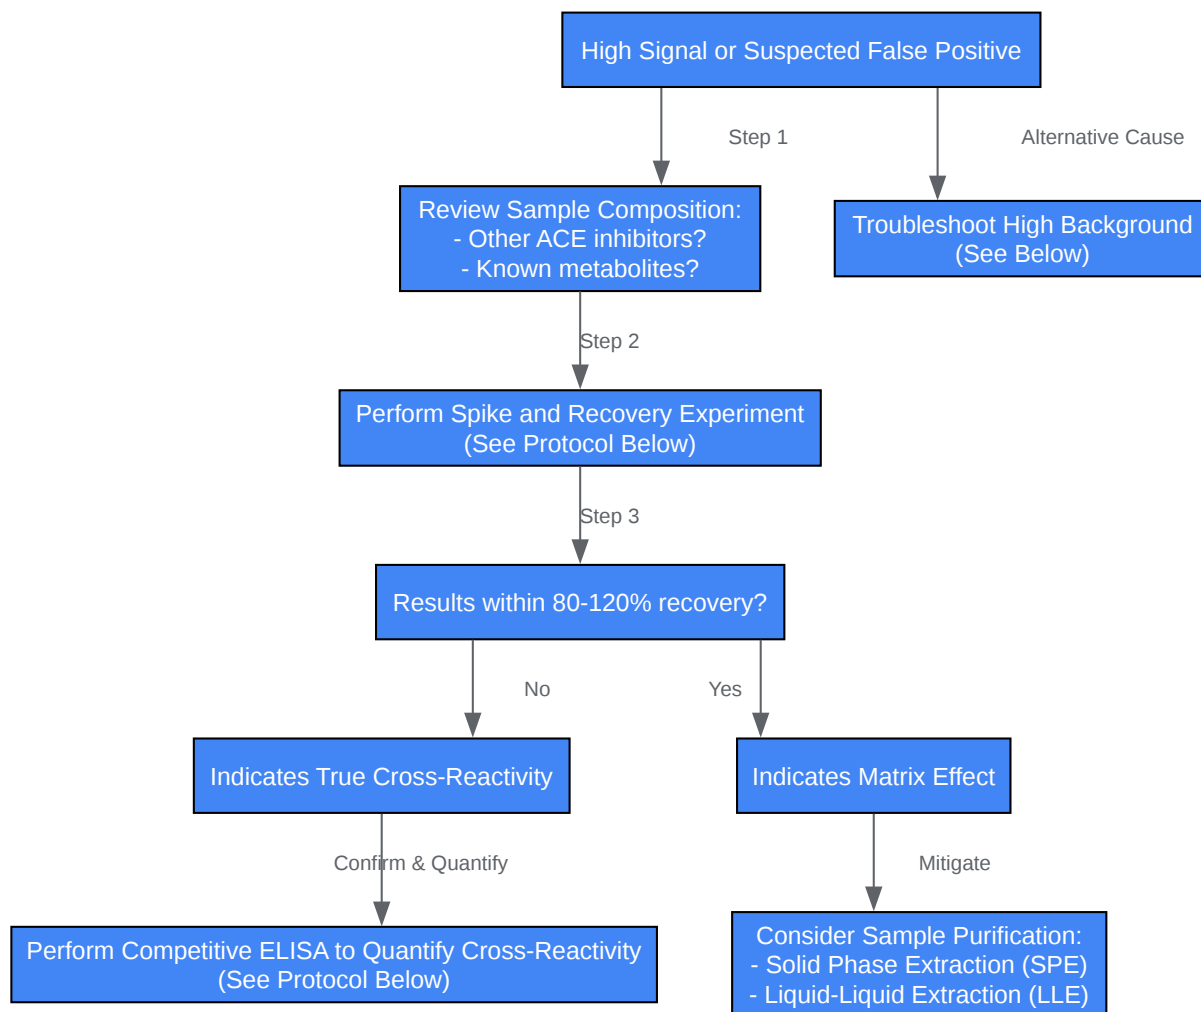 High Signal or Suspected False Positive
Step 1
Alternative Cause
Review Sample Composition:
- Other ACE inhibitors?
- Known metabolites?
Troubleshoot High Background
(See Below)
Step 2
Perform Spike and Recovery Experiment
(See Protocol Below)
Step 3
Results within 80-120% recovery?
No
Yes
Indicates True Cross-Reactivity
Indicates Matrix Effect
Confirm & Quantify
Mitigate
Perform Competitive ELISA to Quantify Cross-Reactivity
(See Protocol Below)
Consider Sample Purification:
- Solid Phase Extraction (SPE)
- Liquid-Liquid Extraction (LLE)